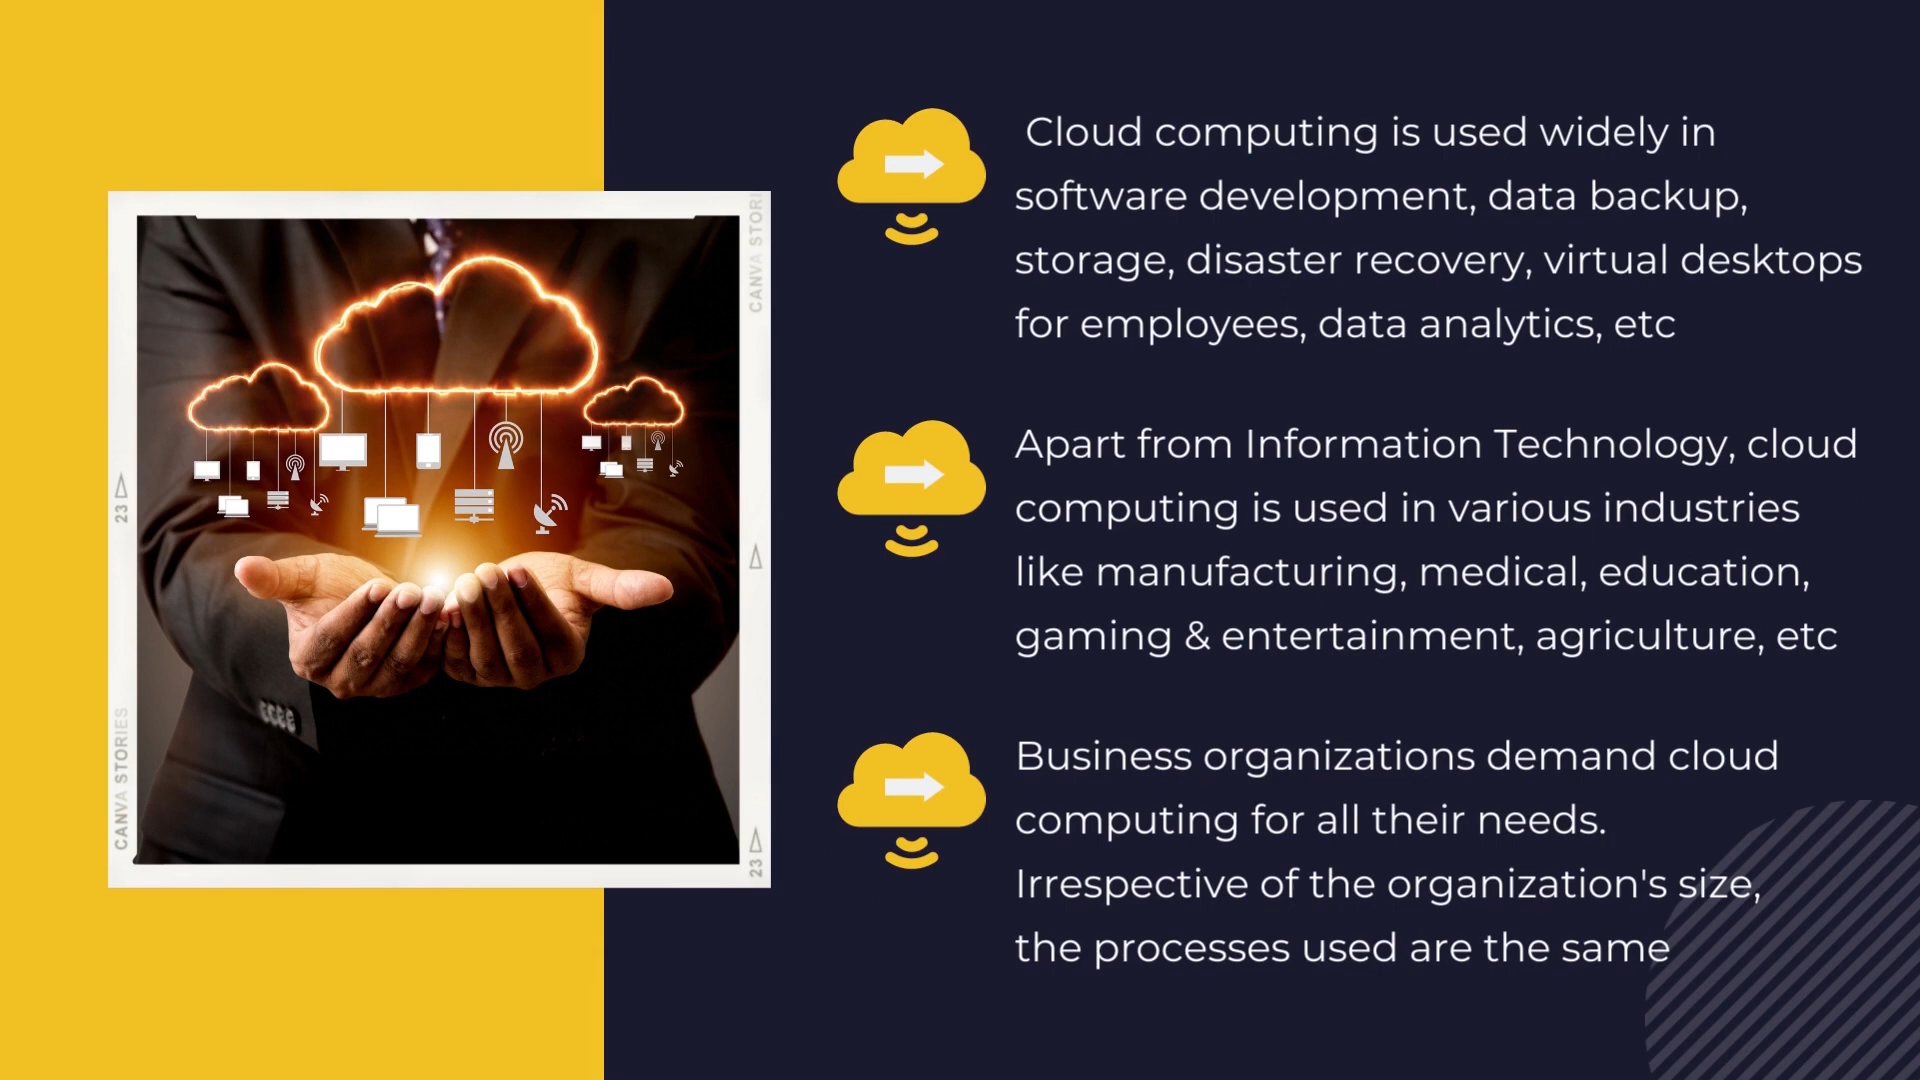 Cloud computing is used widely in
software development, data backup,
storage, disaster recovery, virtual desktops
for employees, data analytics, etc
Apart from Information Technology, cloud
computing is used in various industries
like manufacturing, medical, education,
gaming & entertainment, agriculture, etc
Business organizations demand cloud
computing for all their needs.
Irrespective of the organization's size,
the processes used are the same
CANVA STORI
23
CANVA STORIES
23